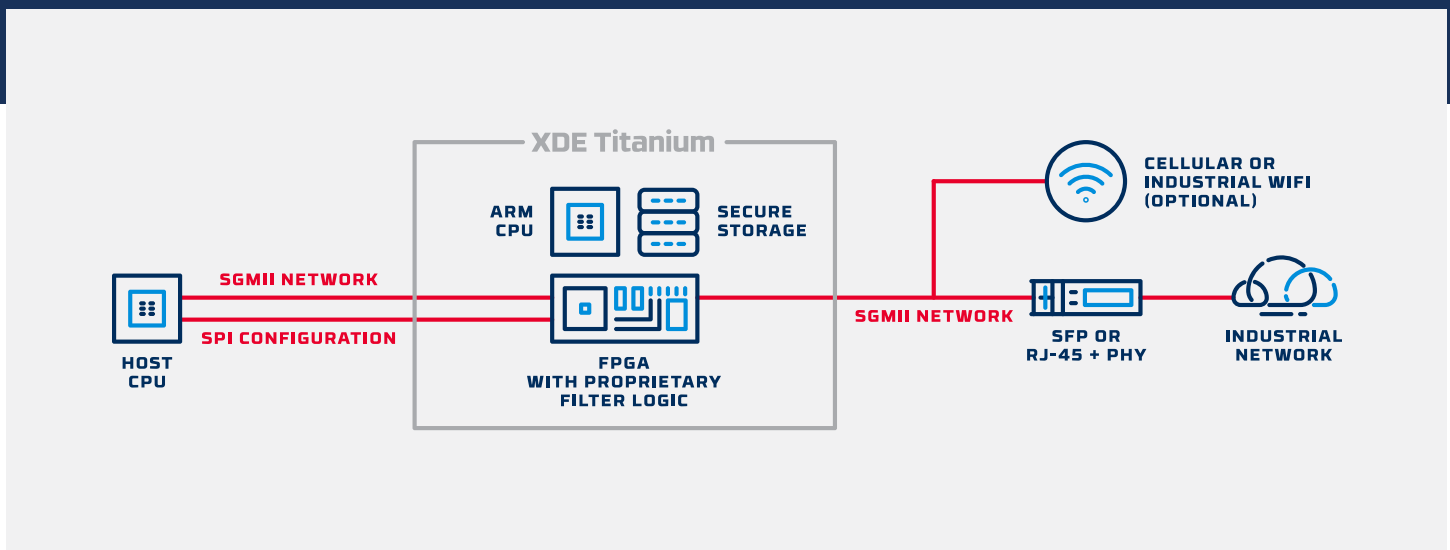 XDE Titanium
ARM
CPU
SECURE
STORAGE
CELLULAR OR
INDUSTRIAL WIFI
(OPTIONAL)
SGMII NETWORK
SPI CONFIGURATION
SGMII NETWORK
HOST
CPU
FPGA
WITH PROPRIETARY
FILTER LOGIC
SFP OR
RJ-45 + PHY
INDUSTRIAL
NETWORK